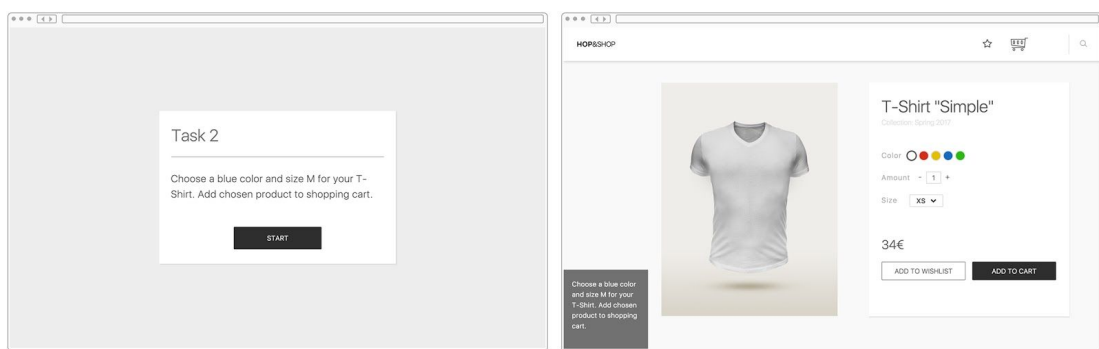 Task 2
Choose a blue color and size M for your T-
Shirt. Add chosen product to shopping cart.
START
HOP&SHOP
T-Shirt "Simple"
Collection: Spring 2017
Color
Amount - 1 +
Size XS
34€
ADD TO WISHLIST ADD TO CART
Choose a blue color
and size M for your
T-Shirt. Add chosen
product to shopping
cart.